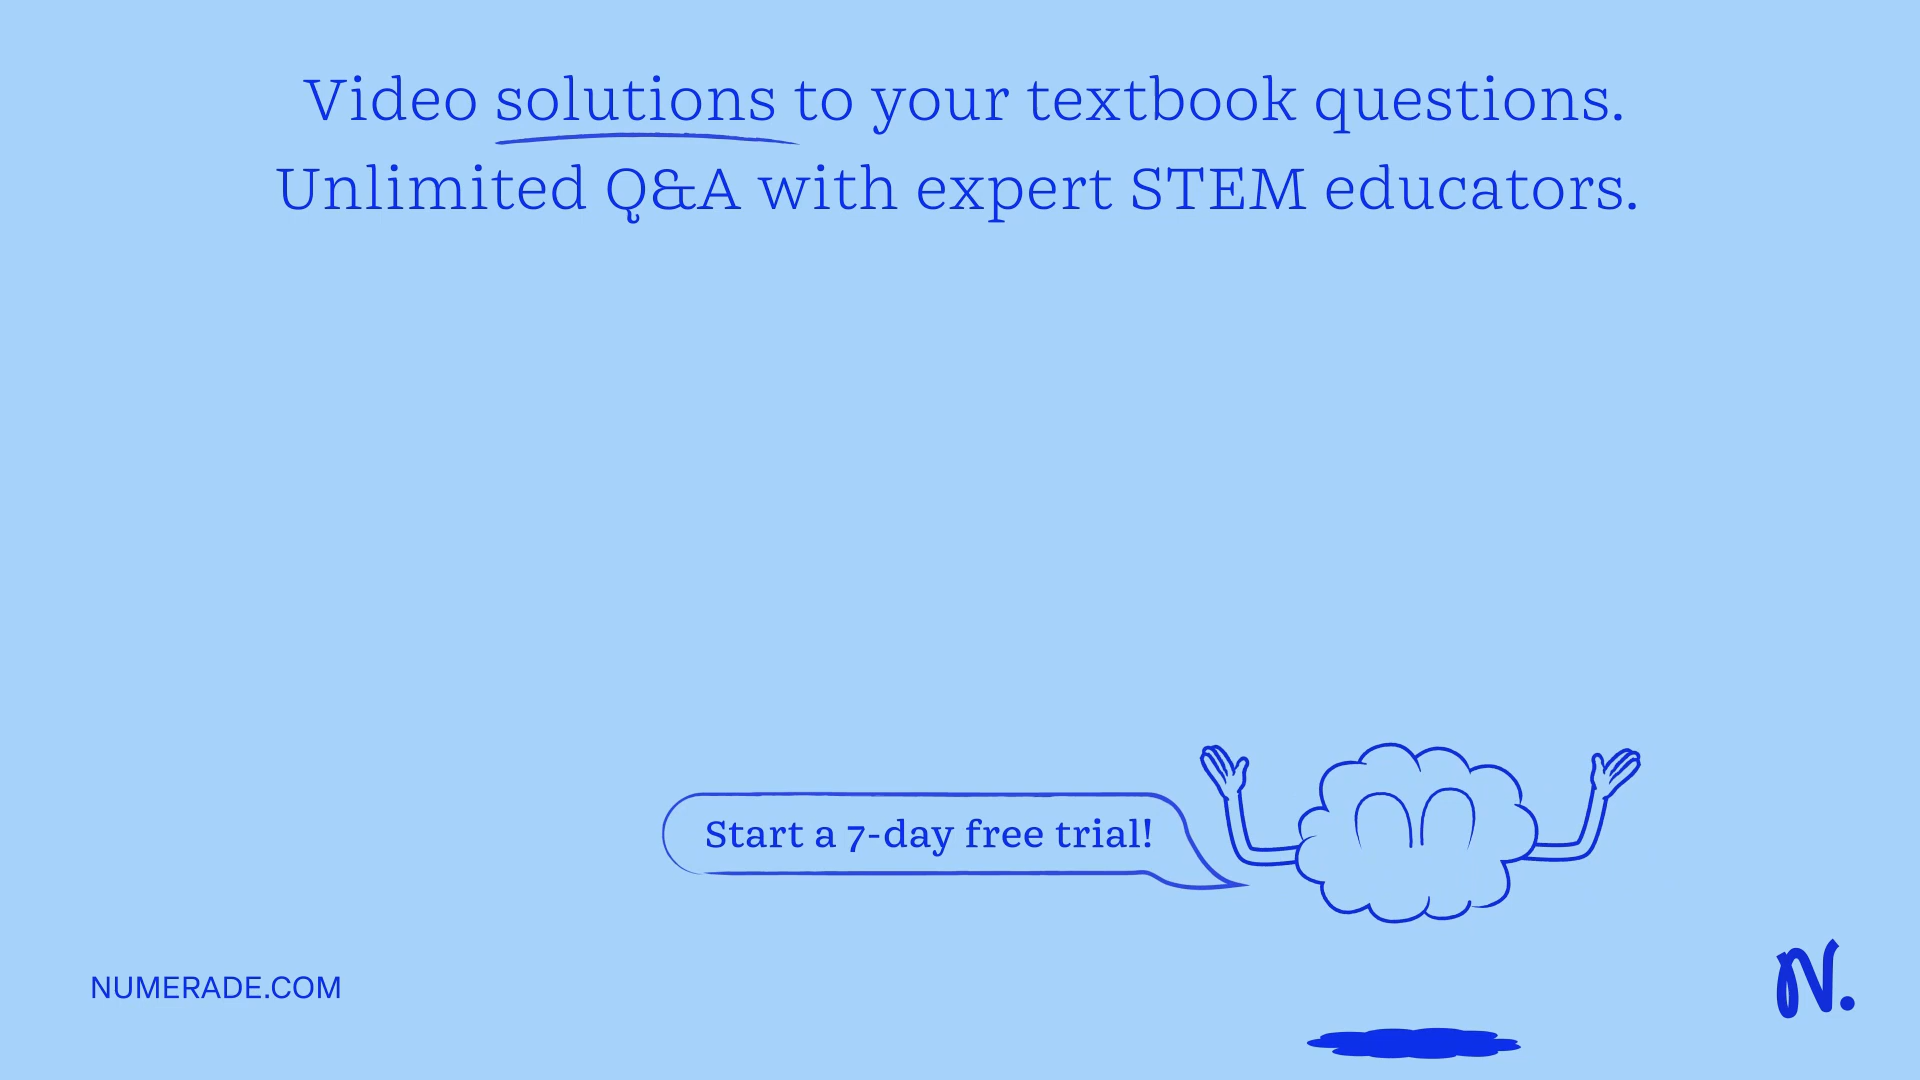 Video solutions to your textbook questions.
Unlimited Q&A with expert STEM educators.
Start a 7-day free trial!
NUMERADE.COM
N.